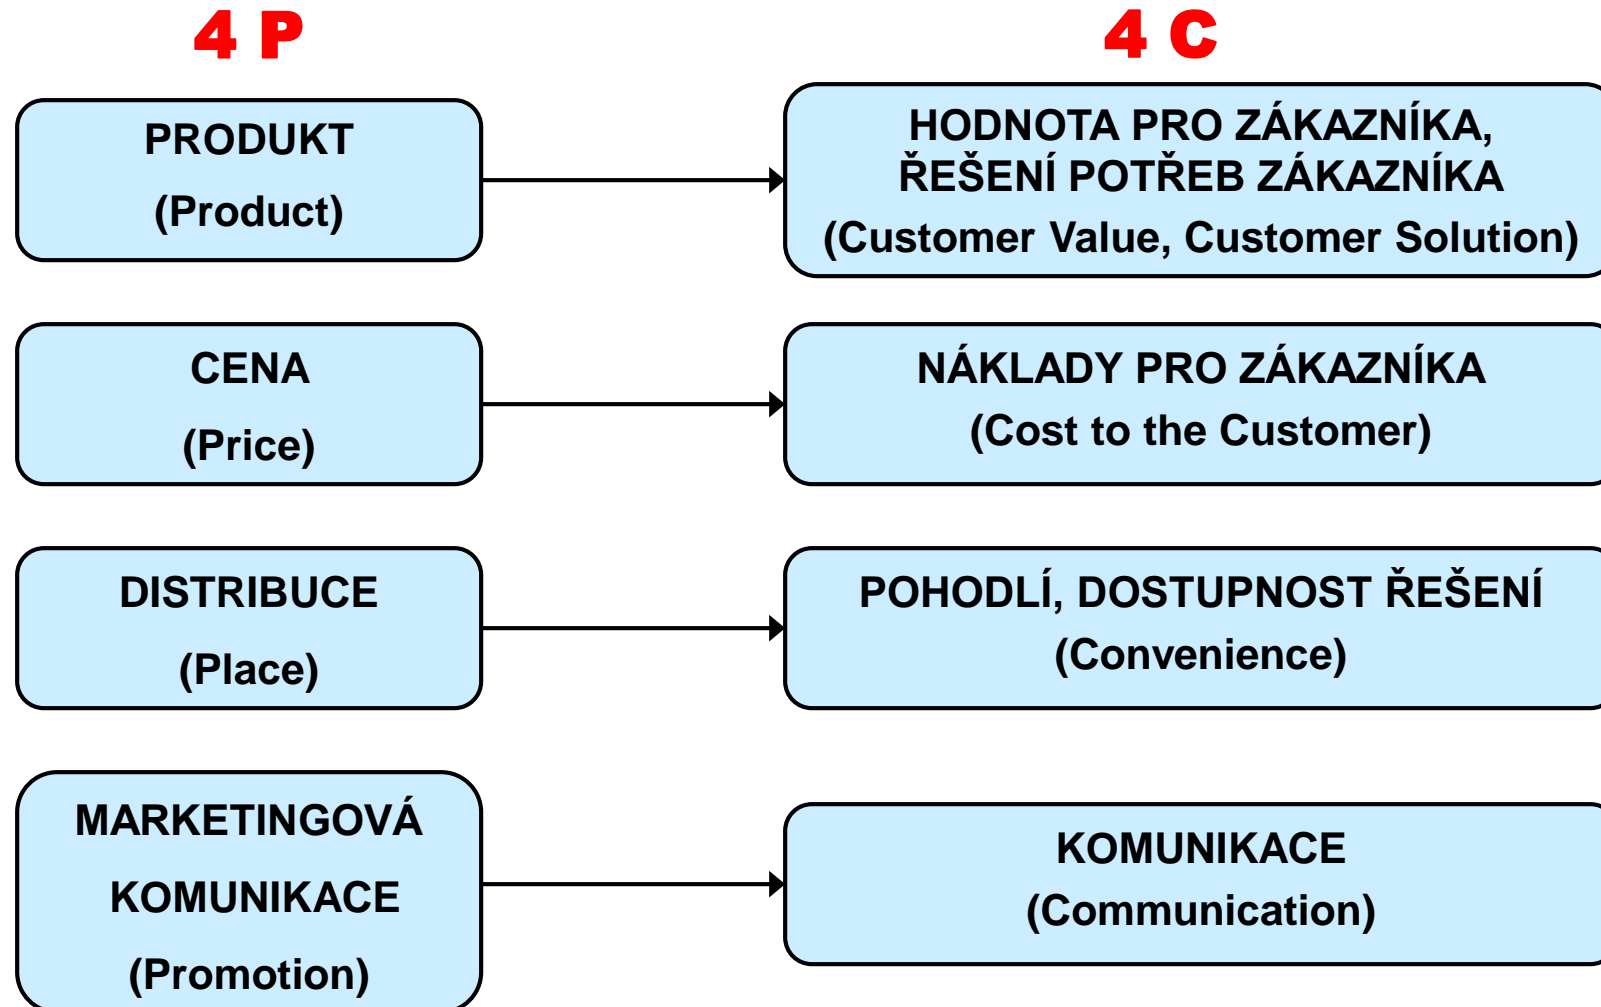 4 P
4 C
PRODUKT
(Product)
HODNOTA PRO ZÁKAZNÍKA,
ŘEŠENÍ POTŘEB ZÁKAZNÍKA
(Customer Value, Customer Solution)
CENA
(Price)
NÁKLADY PRO ZÁKAZNÍKA
(Cost to the Customer)
DISTRIBUCE
(Place)
POHODLÍ, DOSTUPNOST ŘEŠENÍ
(Convenience)
MARKETINGOVÁ
KOMUNIKACE
(Promotion)
KOMUNIKACE
(Communication)